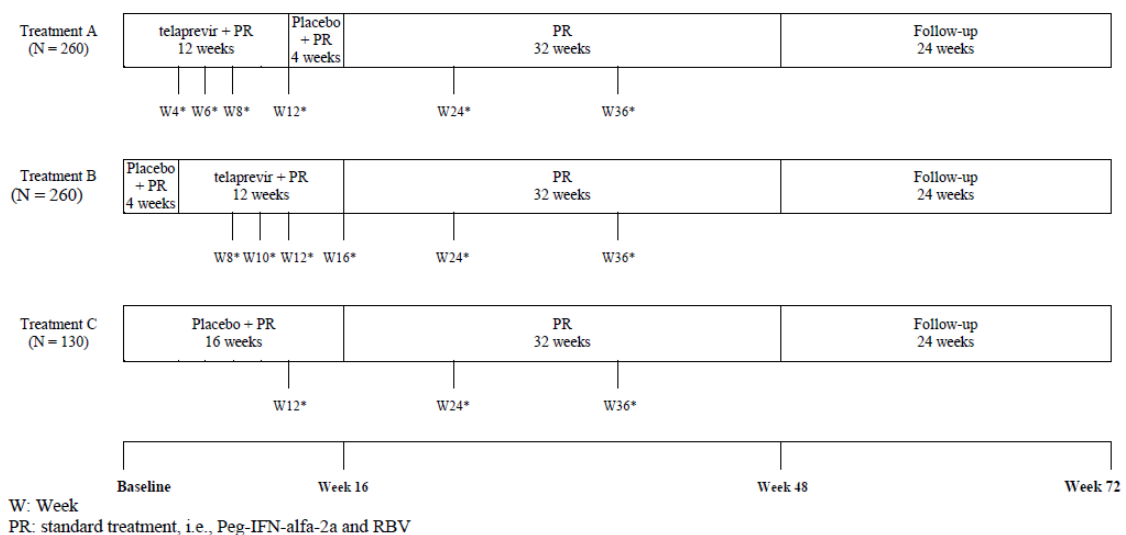 Treatment A
(N = 260)
telaprevir + PR
12 weeks
Placebo
+ PR
4 weeks
PR
32 weeks
Follow-up
24 weeks
W4*
W6*
W8*
W12*
W24*
W36*
Treatment B
(N = 260)
Placebo
+ PR
4 weeks
telaprevir + PR
12 weeks
PR
32 weeks
Follow-up
24 weeks
W8*
W10*
W12*
W16*
W24*
W36*
Treatment C
(N = 130)
Placebo + PR
16 weeks
PR
32 weeks
Follow-up
24 weeks
W12*
W24*
W36*
Baseline
Week 16
Week 48
Week 72
W: Week
PR: standard treatment, i.e., Peg-IFN-alfa-2a and RBV